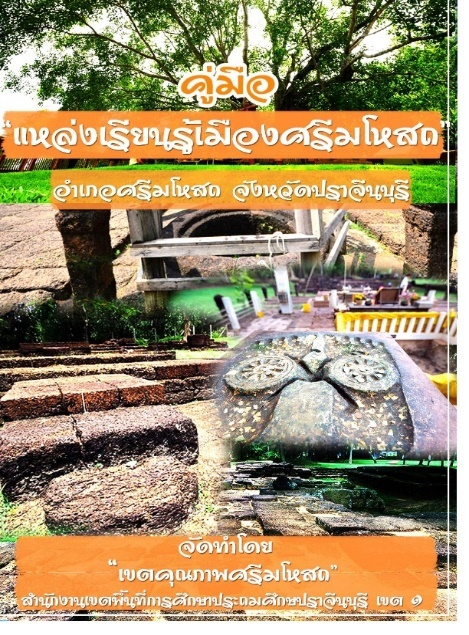 คู่มือ
“แหล่งเรียนรู้เมืองศรีมโหสถ”
อำเภอศรีมโหสถ จังหวัดปราจีนบุรี
จัดทำโดย
“เขตคุณภาพศรีมโหสถ”
สำนักงานเขตพื้นที่การศึกษาประถมศึกษาปราจีนบุรี เขต ๑